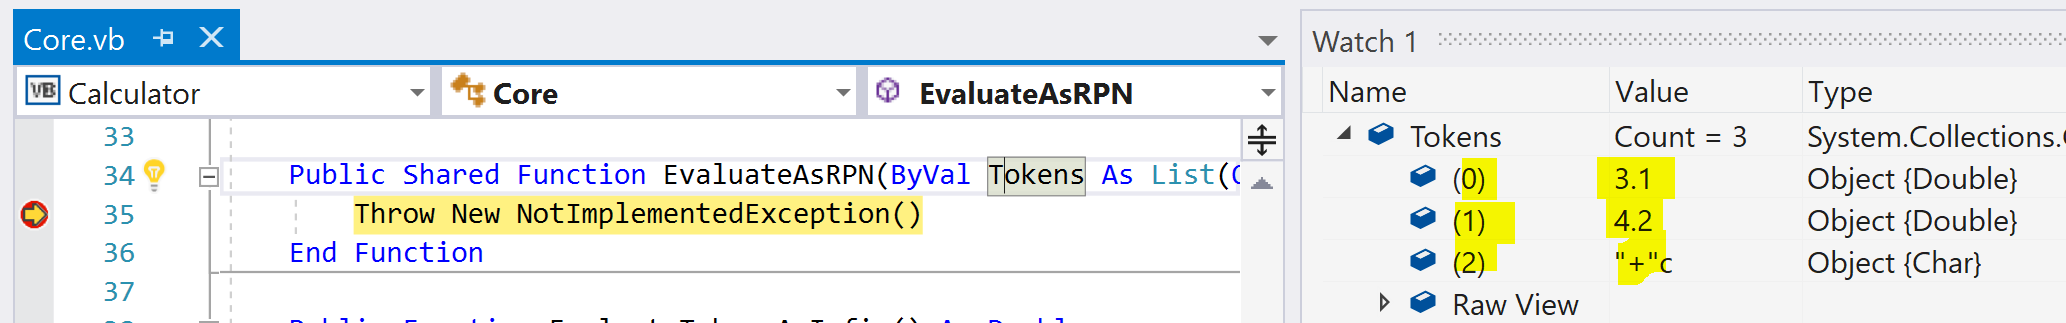 Core.vb
VB Calculator
Core
EvaluateAsRPN
33
34 Public Shared Function EvaluateAsRPN(ByVal Tokens As List(
35 Throw New NotImplementedException()
36 End Function
37
Watch 1
Name Value Type
Tokens Count = 3 System.Collections.
(0) 3.1 Object {Double}
(1) 4.2 Object {Double}
(2) "+"c Object {Char}
Raw View